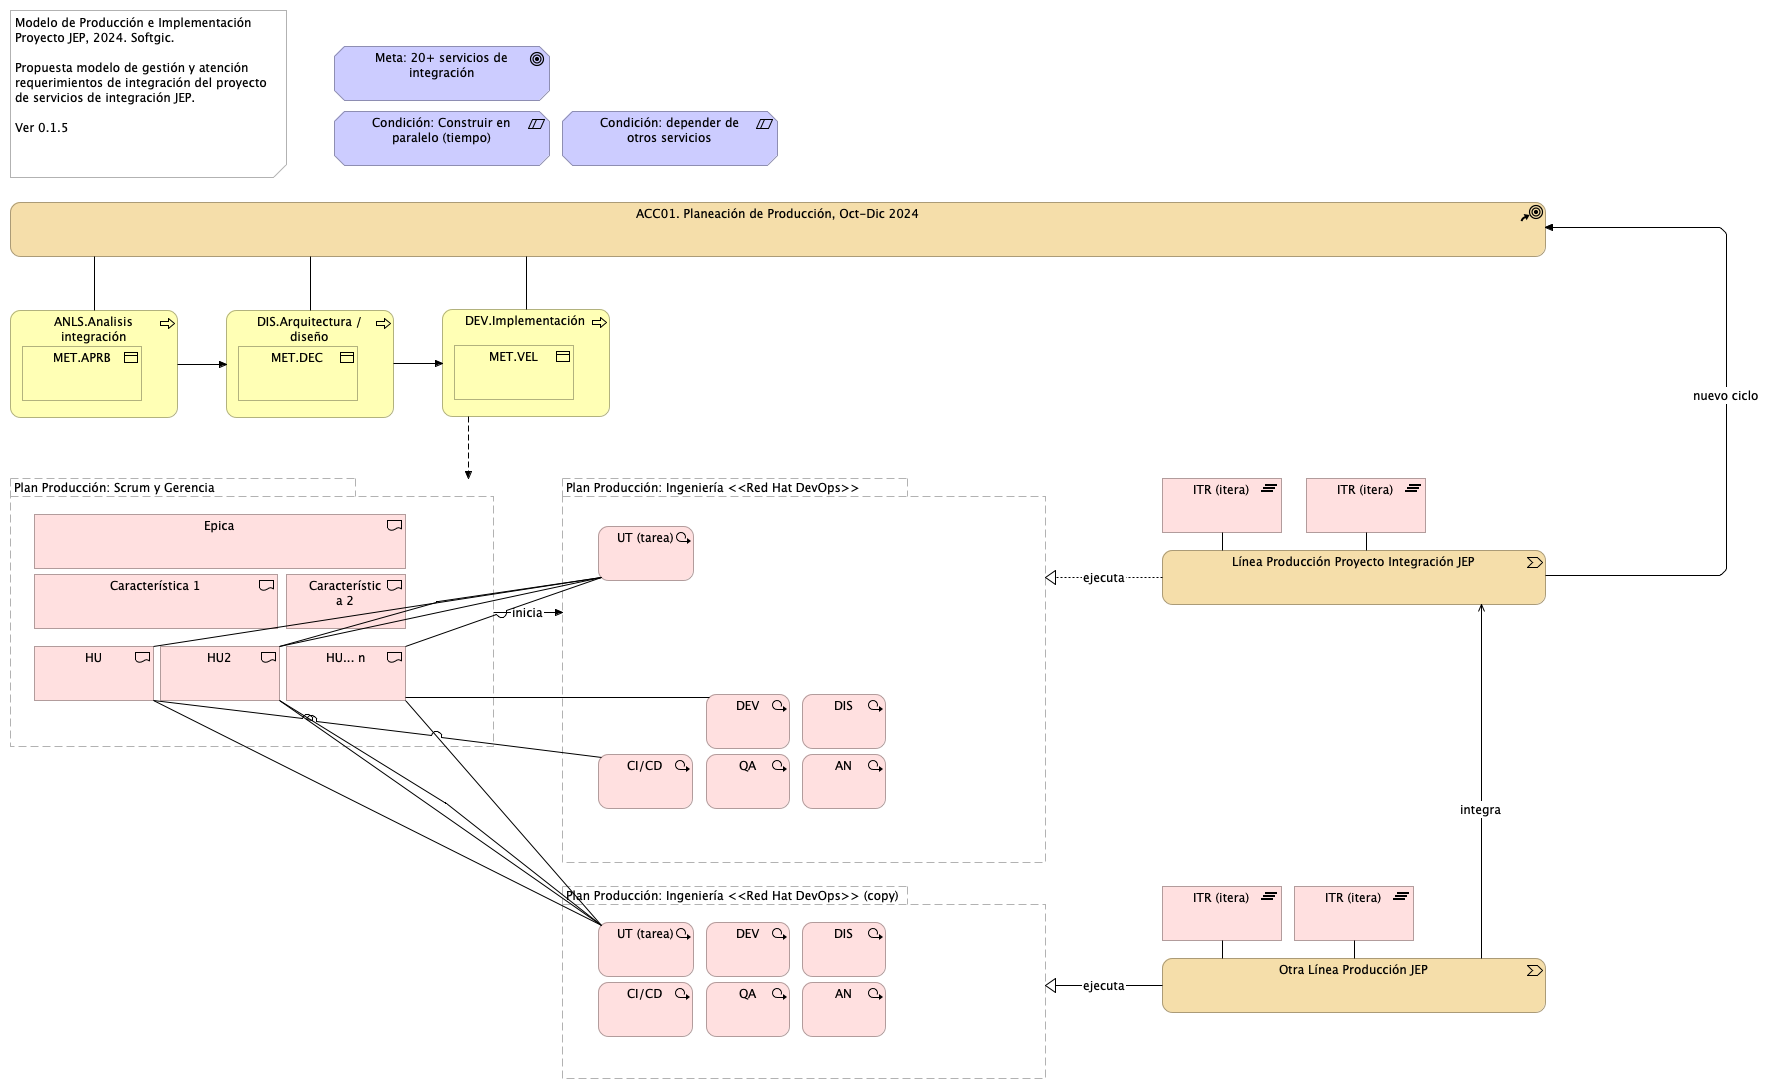 Modelo de Producción e Implementación
Proyecto JEP, 2024. Softgic.
Propuesta modelo de gestión y atención
requerimientos de integración del proyecto
de servicios de integración JEP.
Ver 0.1.5
Meta: 20+ servicios de
integración
Condición: Construir en
paralelo (tiempo)
Condición: depender de
otros servicios
ACC01. Planeación de Producción, Oct-Dic 2024
ANLS.Analisis
integración
MET.APRB
DIS.Arquitectura /
diseño
MET.DEC
DEV.Implementación
MET.VEL
nuevo ciclo
Plan Producción: Scrum y Gerencia
Epica
Característica 1
Característic
a 2
HU
HU2
HU... n
inicia
Plan Producción: Ingeniería <<Red Hat DevOps>>
UT (tarea)
DEV
DIS
CI/CD
QA
AN
ejecuta
ITR (itera)
ITR (itera)
Línea Producción Proyecto Integración JEP
integra
Plan Producción: Ingeniería <<Red Hat DevOps>> (copy)
UT (tarea)
DEV
DIS
CI/CD
QA
AN
ejecuta
ITR (itera)
ITR (itera)
Otra Línea Producción JEP